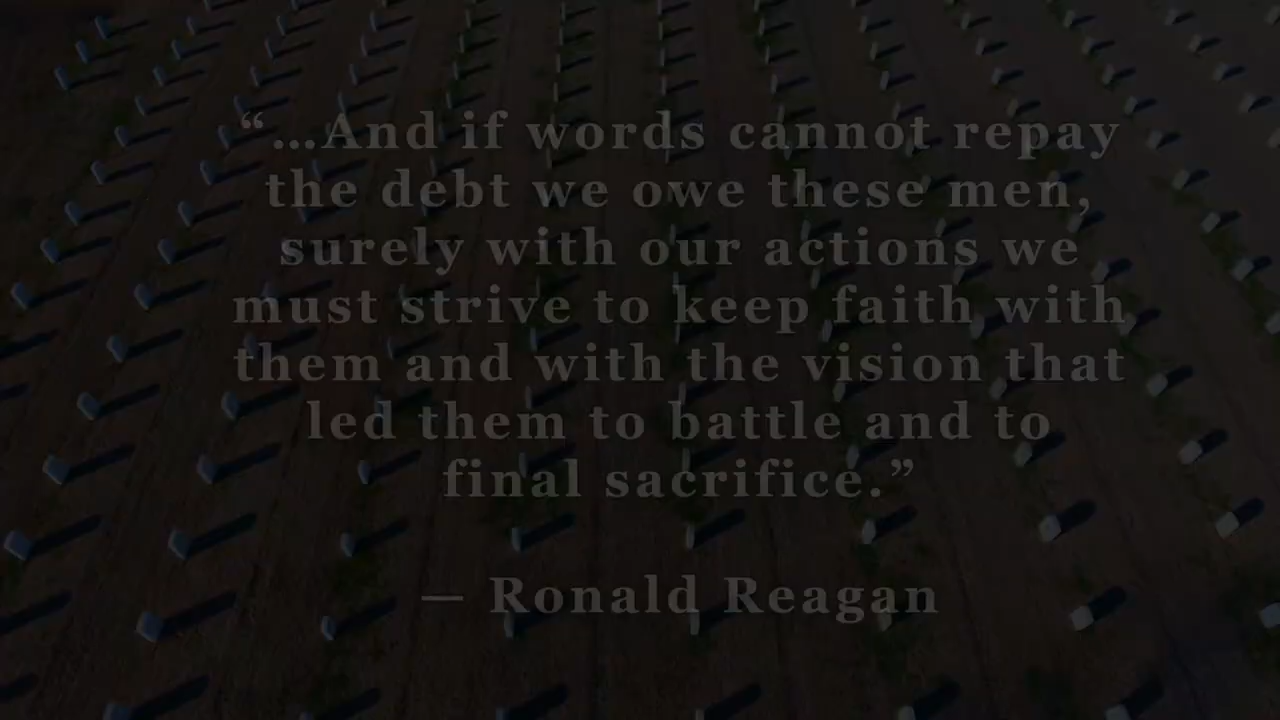 “...And if words cannot repay
the debt we owe these men,
surely with our actions we
must strive to keep faith with
them and with the vision that
led them to battle and to
final sacrifice.”
— Ronald Reagan